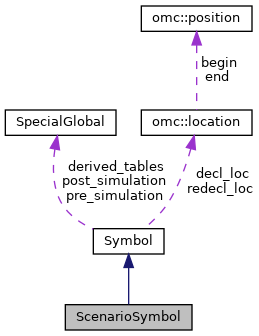 omc::position
begin
end
SpecialGlobal
omc::location
derived_tables
post_simulation
pre_simulation
decl_loc
redecl_loc
Symbol
ScenarioSymbol